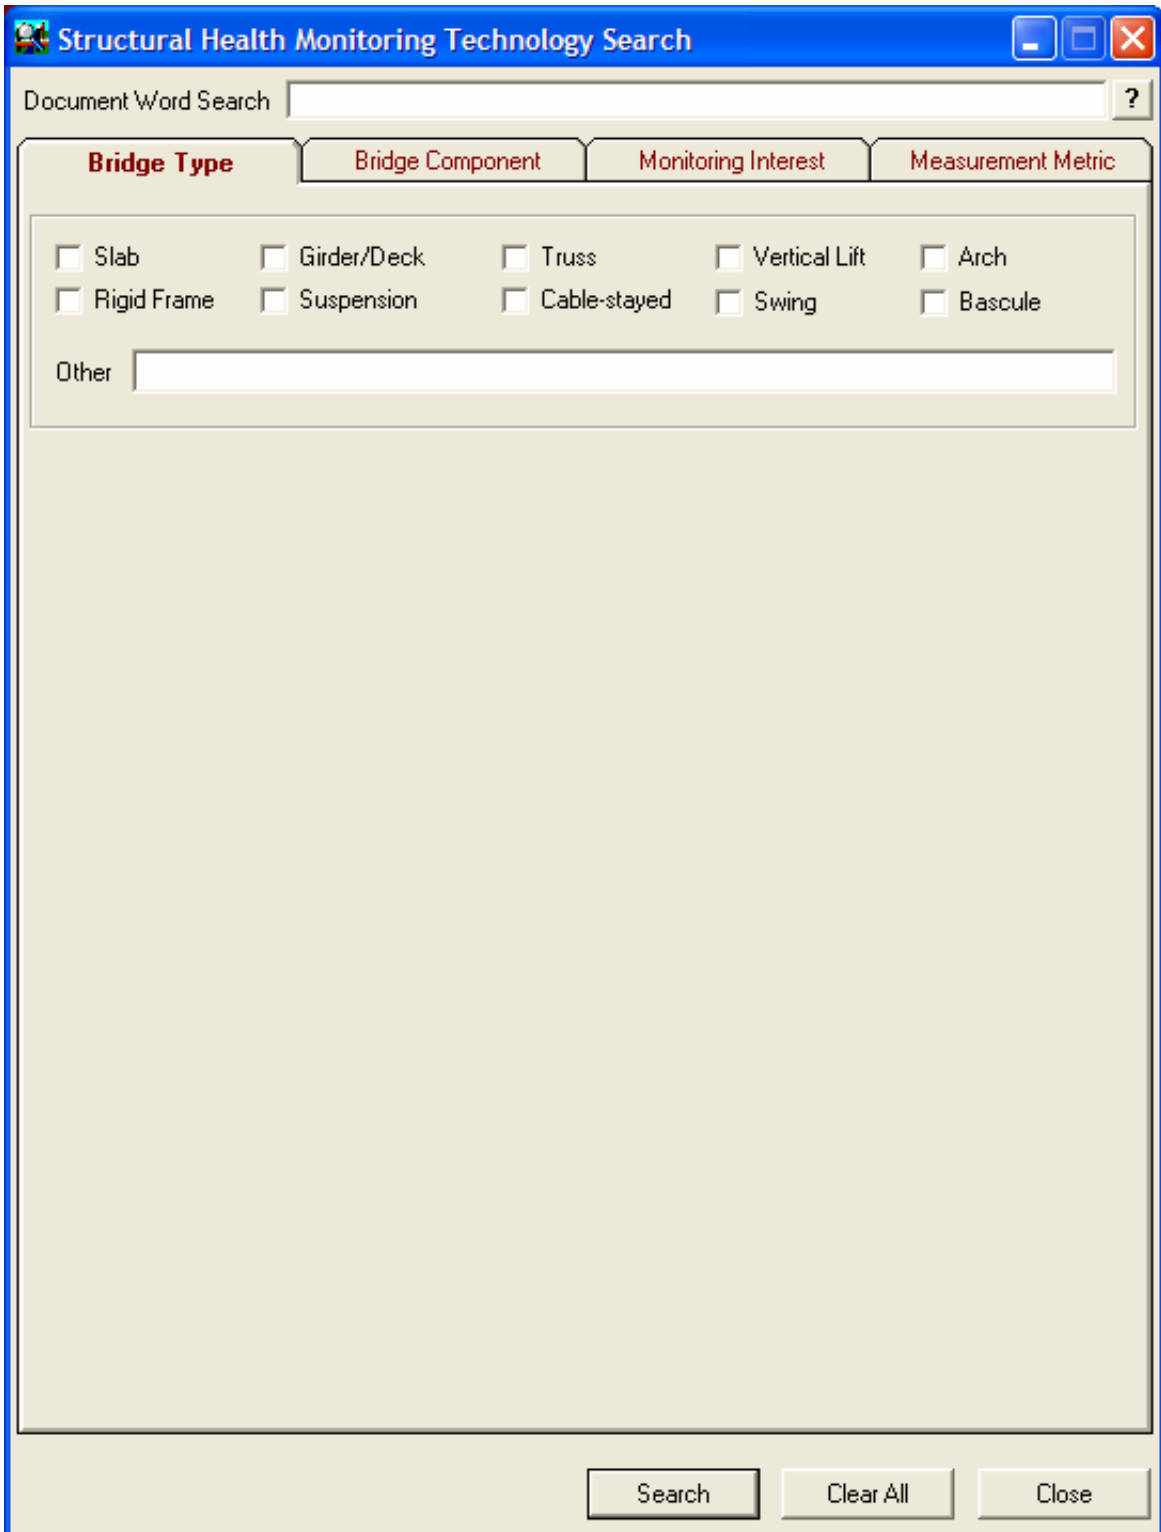 Structural Health Monitoring Technology Search
Document Word Search ?
Bridge Type Bridge Component Monitoring Interest Measurement Metric
Slab Girder/Deck Truss Vertical Lift Arch
Rigid Frame Suspension Cable-stayed Swing Bascule
Other
Search Clear All Close